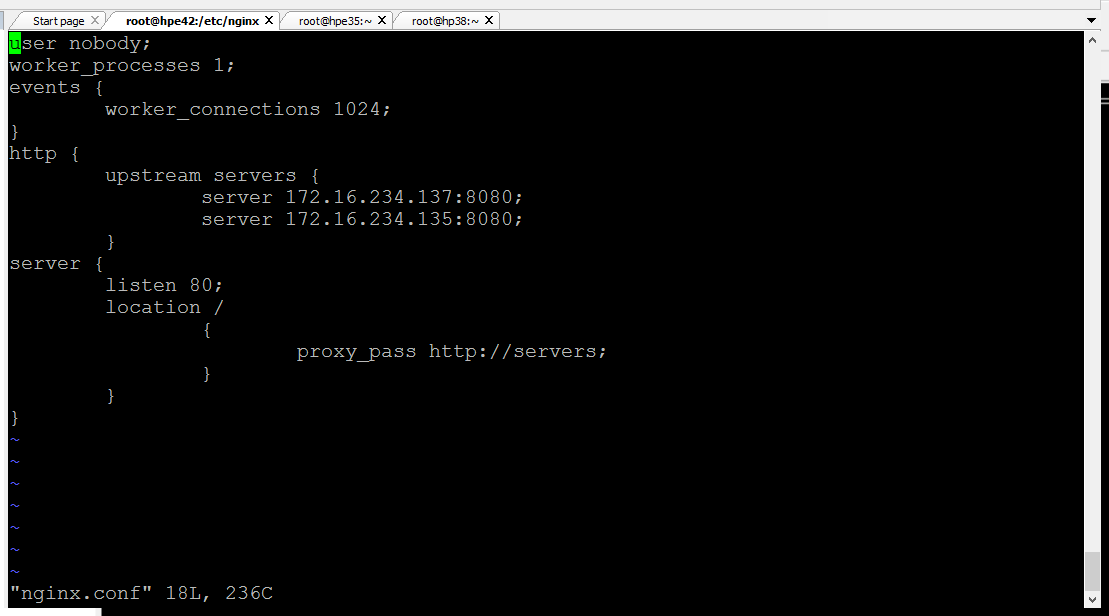 Start page
root@hpe42:/etc/nginx
root@hpe35:~
root@hp38:~
user nobody;
worker_processes 1;
events {
worker_connections 1024;
}
http {
upstream servers {
server 172.16.234.137:8080;
server 172.16.234.135:8080;
}
server {
listen 80;
location /
{
proxy_pass http://servers;
}
}
}
~
~
~
~
~
~
~
"nginx.conf" 18L, 236C